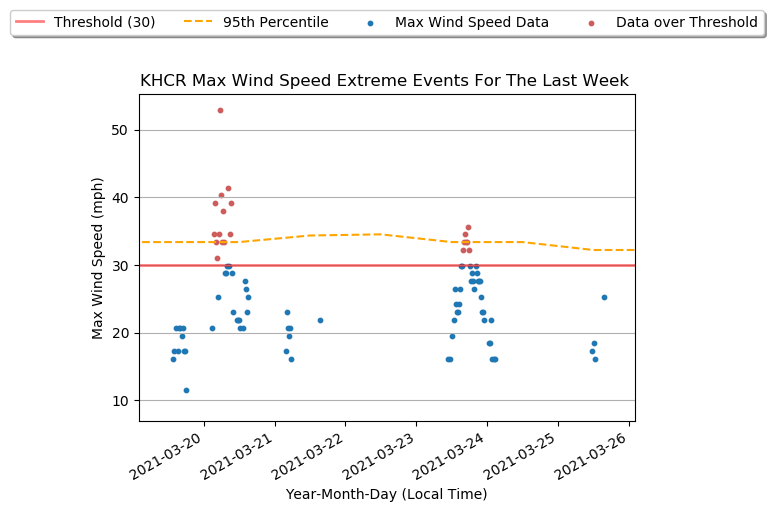 Threshold (30) 95th Percentile Max Wind Speed Data Data over Threshold
KHCR Max Wind Speed Extreme Events For The Last Week
Max Wind Speed (mph)
50
40
30
20
10
2021-03-20 2021-03-21 2021-03-22 2021-03-23 2021-03-24 2021-03-25 2021-03-26
Year-Month-Day (Local Time)